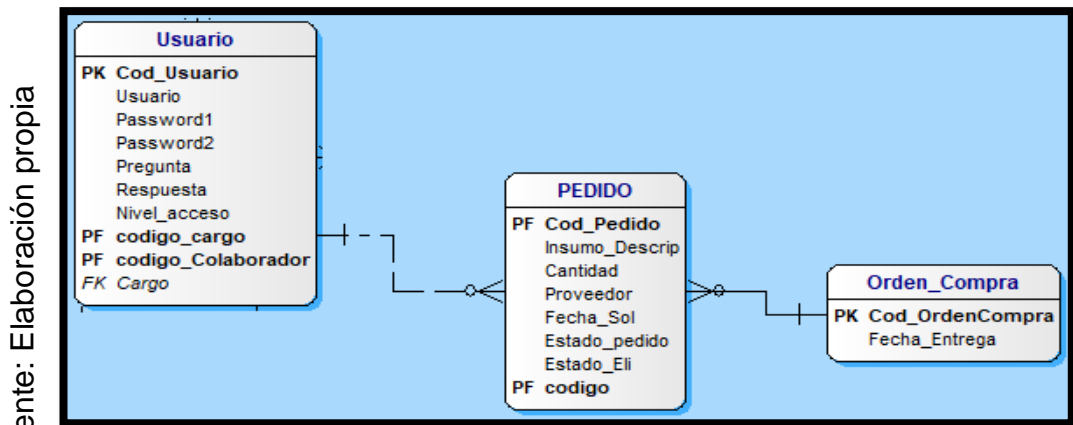 ente: Elaboración propia
Usuario
PK Cod_Usuario
Usuario
Password1
Password2
Pregunta
Respuesta
Nivel_acceso
PF codigo_cargo
PF codigo_Colaborador
FK Cargo
PEDIDO
PF Cod_Pedido
Insumo_Descrip
Cantidad
Proveedor
Fecha_Sol
Estado_pedido
Estado_Eli
PF codigo
Orden_Compra
PK Cod_OrdenCompra
Fecha_Entrega